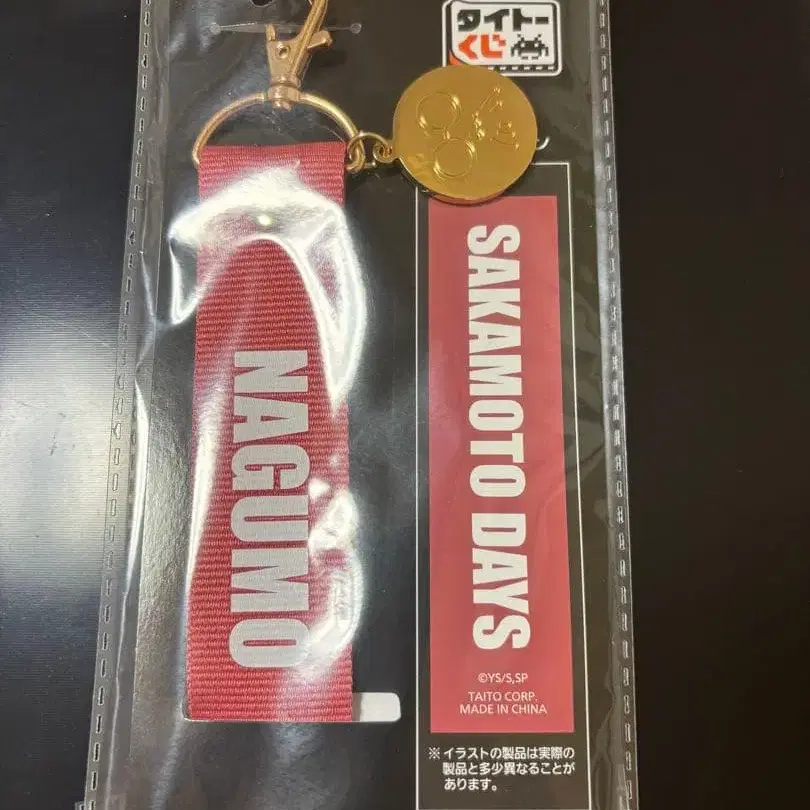 タイトー
くじ
NAGUMO
SAKAMOTO DAYS
©YS/S,SP
TAITO CORP.
MADE IN CHINA
※イラストの製品は実際の
製品と多少異なることが
あります。